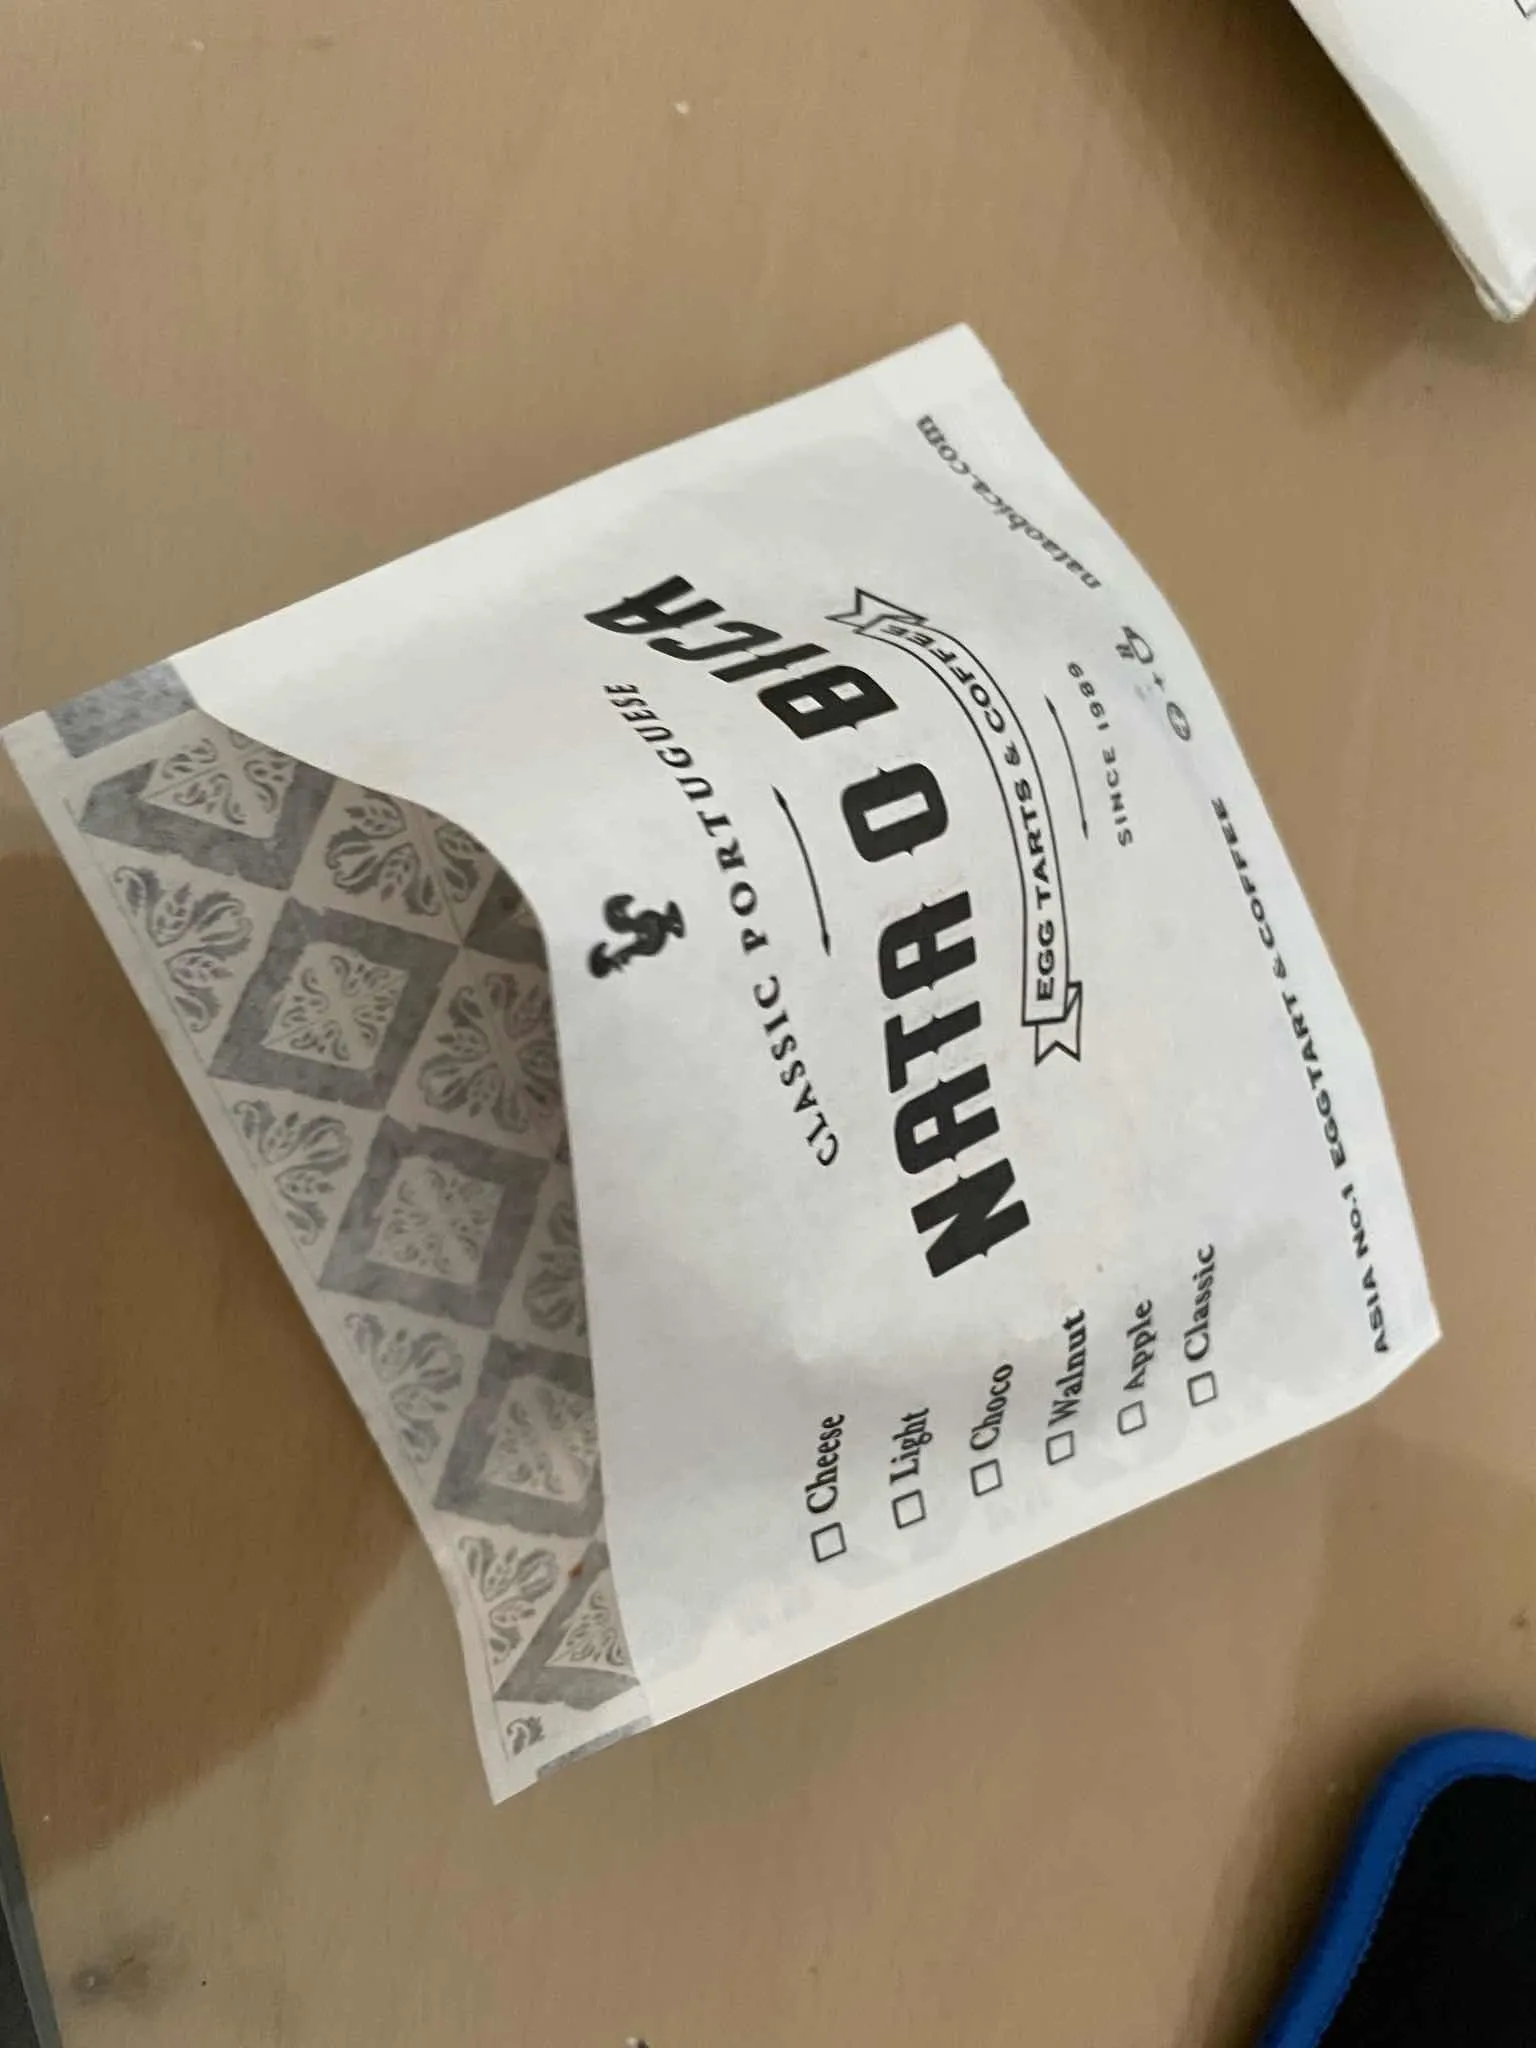 CLASSIC PORTUGUESE
NATA O BICA
EGG TARTS & COFFEE
SINCE 1989
Cheese
Light
Choco
Walnut
Apple
Classic
ASIA NO.1 EGGTART & COFFEE
nataobica.com